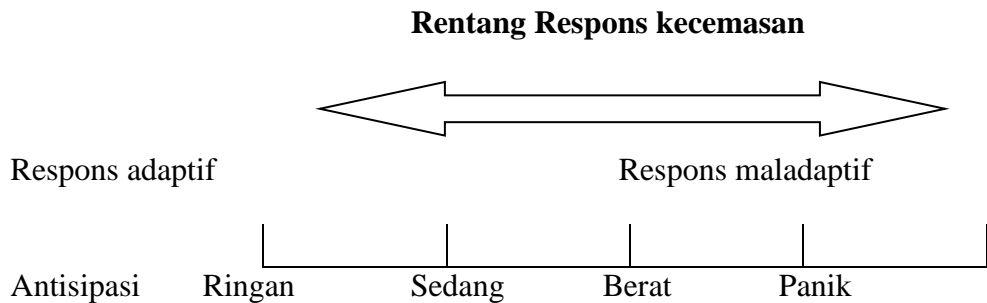 Rentang Respons kecemasan
Respons adaptif Respons maladaptif
Antisipasi Ringan Sedang Berat Panik